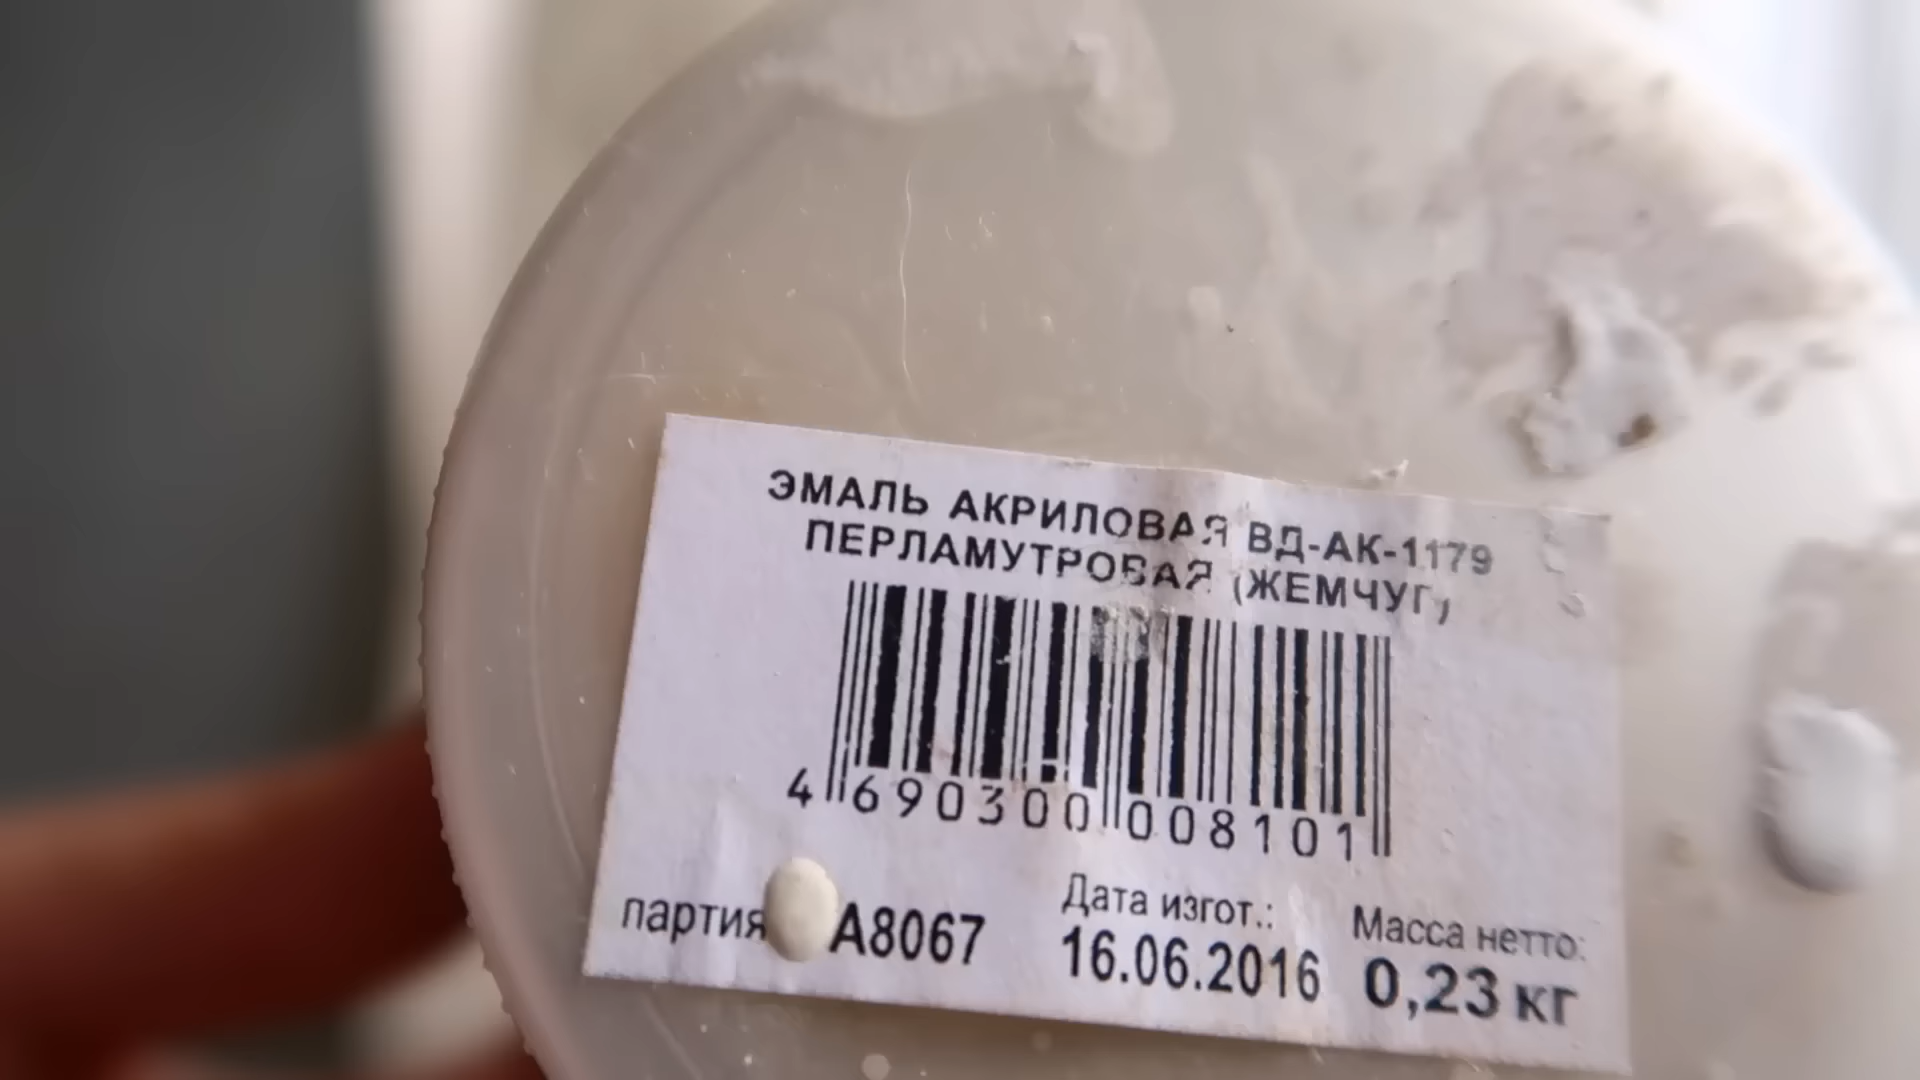 ЭМАЛЬ АКРИЛОВАЯ ВД-АК-1179
ПЕРЛАМУТРОВАЯ (ЖЕМЧУГ)
4 690300 008101
партия А8067
Дата изгот.:
16.06.2016
Масса нетто:
0,23 кг